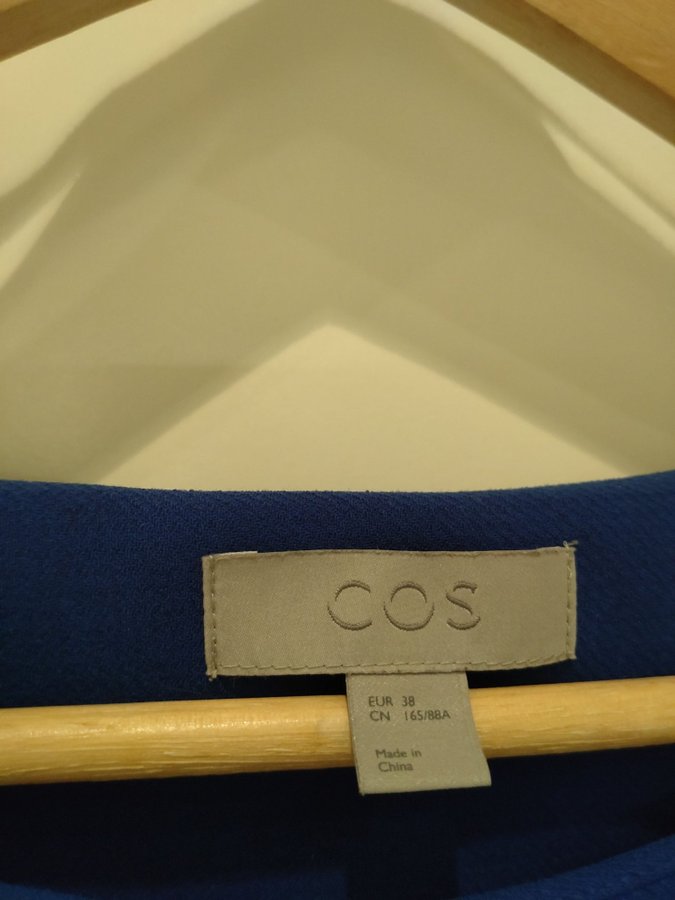 COS
EUR 38
CN 165/88A
Made in
China